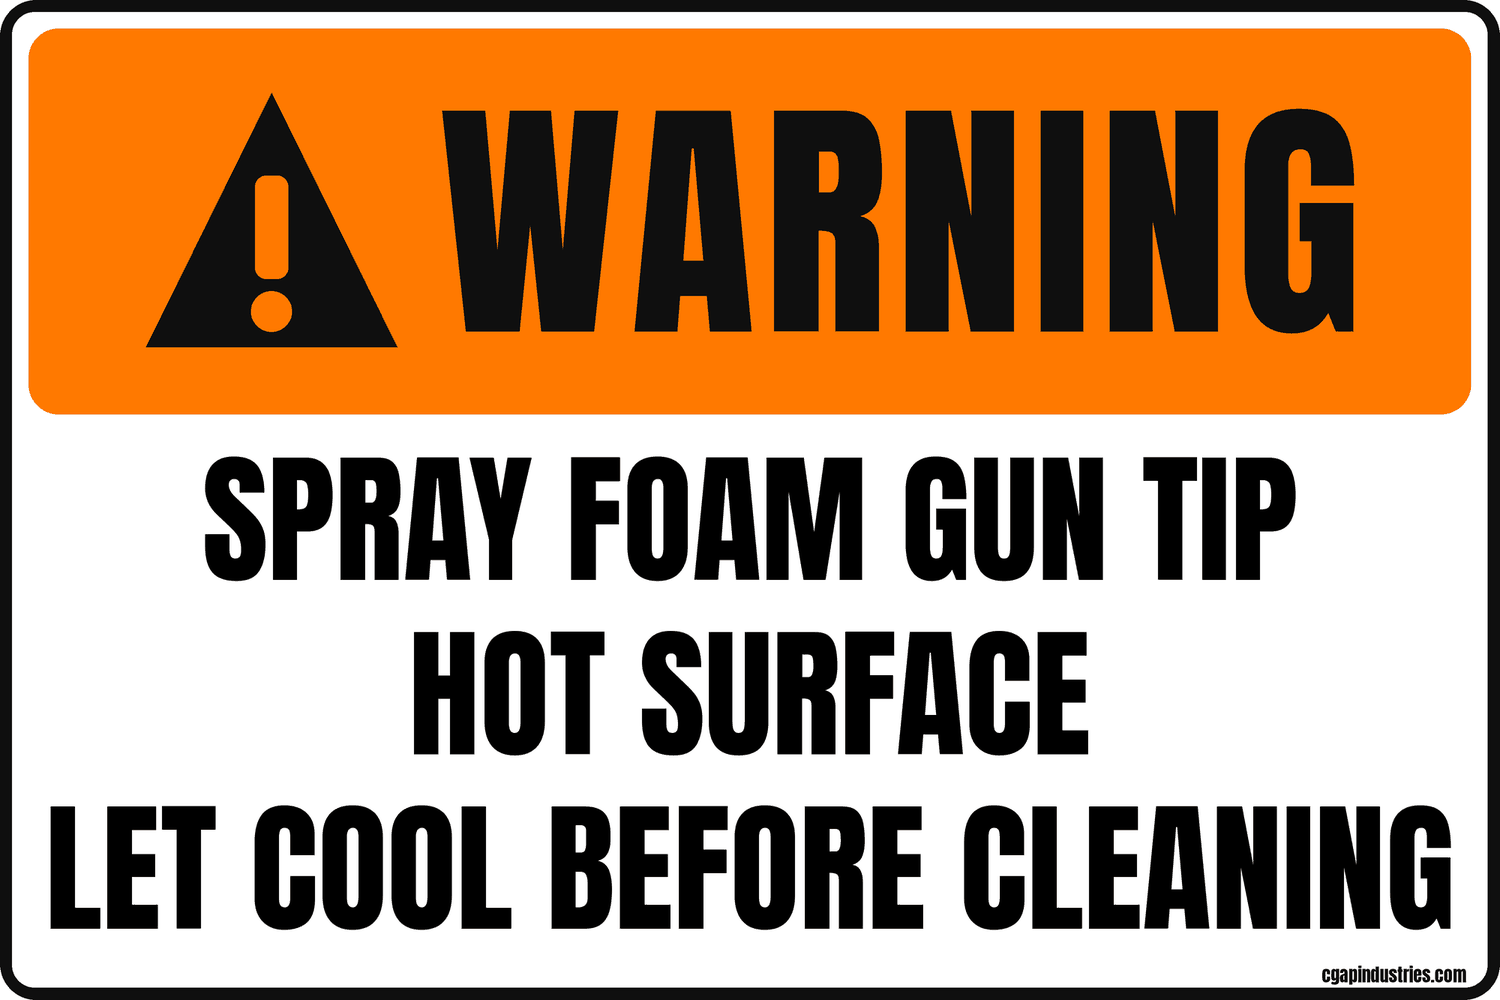 WARNING
SPRAY FOAM GUN TIP
HOT SURFACE
LET COOL BEFORE CLEANING
cgapindustries.com